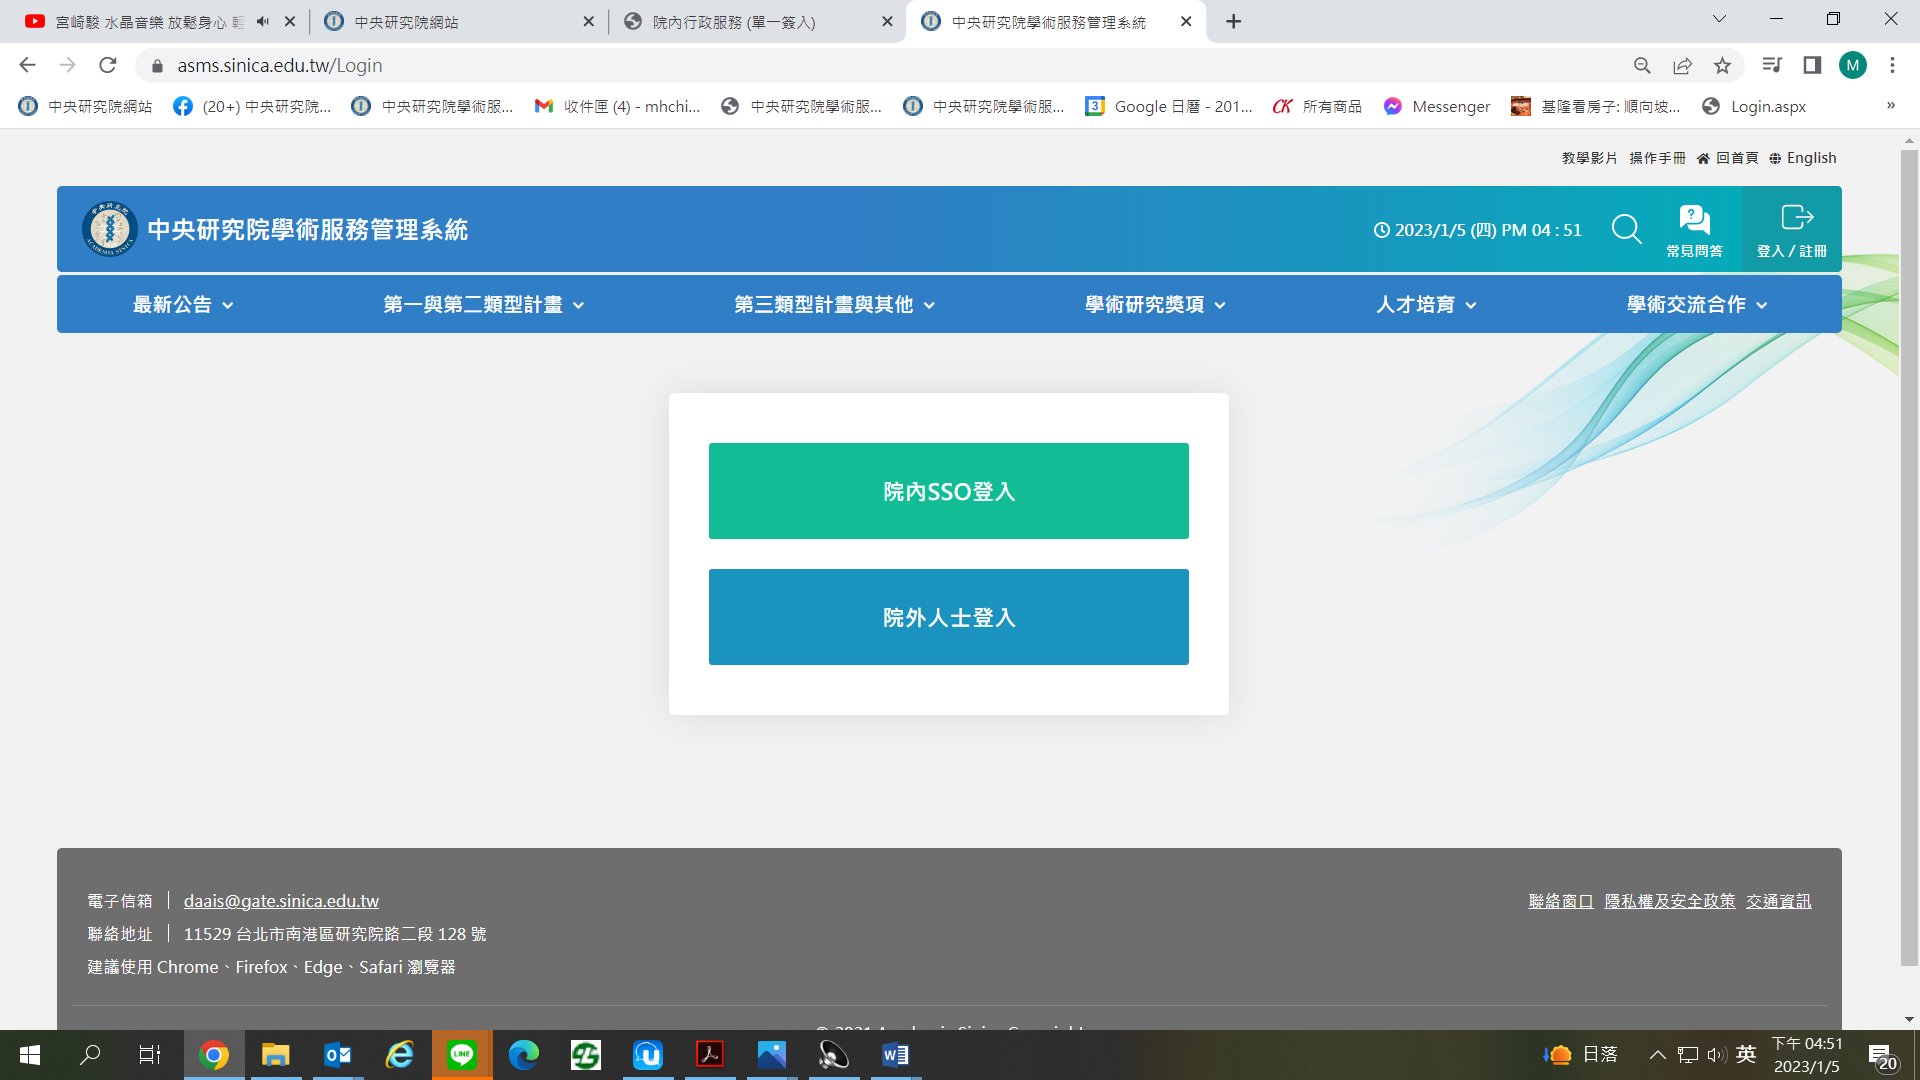 宮崎駿 水晶音樂 放鬆身心 輕
中央研究院網站
院內行政服務 (單一簽入)
中央研究院學術服務管理系統
asms.sinica.edu.tw/Login
M
中央研究院網站
(20+) 中央研究院...
中央研究院學術服...
收件匣 (4) - mhchi...
中央研究院學術服...
中央研究院學術服...
3
Google 日曆 - 201...
CK
所有商品
Messenger
基隆看房子: 順向坡...
Login.aspx
»
教學影片 操作手冊 回首頁 English
中央研究院學術服務管理系統
2023/1/5 (四) PM 04 : 51
常見問答
登入 / 註冊
最新公告
第一與第二類型計畫
第三類型計畫與其他
學術研究獎項
人才培育
學術交流合作
院內SSO登入
院外人士登入
電子信箱 daais@gate.sinica.edu.tw
聯絡窗口 隱私權及安全政策 交通資訊
聯絡地址 11529 台北市南港區研究院路二段 128 號
建議使用 Chrome、Firefox、Edge、Safari 瀏覽器
LINE
日落
英
下午 04:51
2023/1/5
20